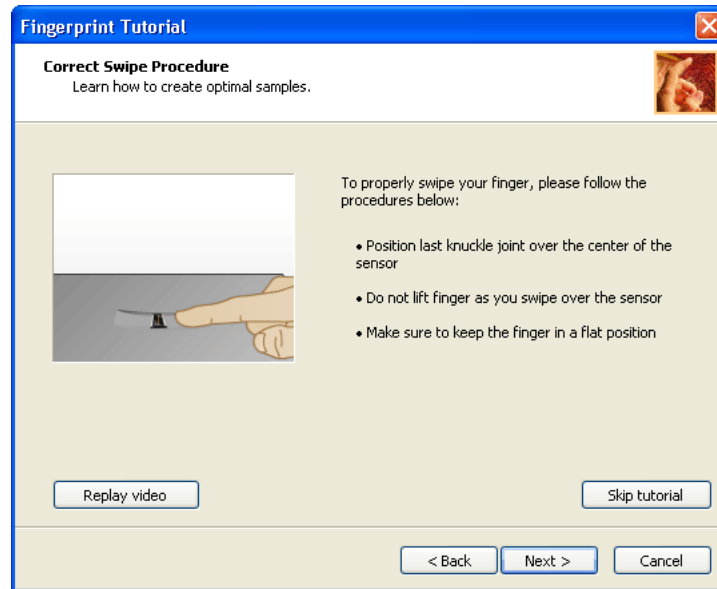 Fingerprint Tutorial
Correct Swipe Procedure
Learn how to create optimal samples.
To properly swipe your finger, please follow the
procedures below:
• Position last knuckle joint over the center of the
sensor
• Do not lift finger as you swipe over the sensor
• Make sure to keep the finger in a flat position
Replay video
Skip tutorial
< Back
Next >
Cancel